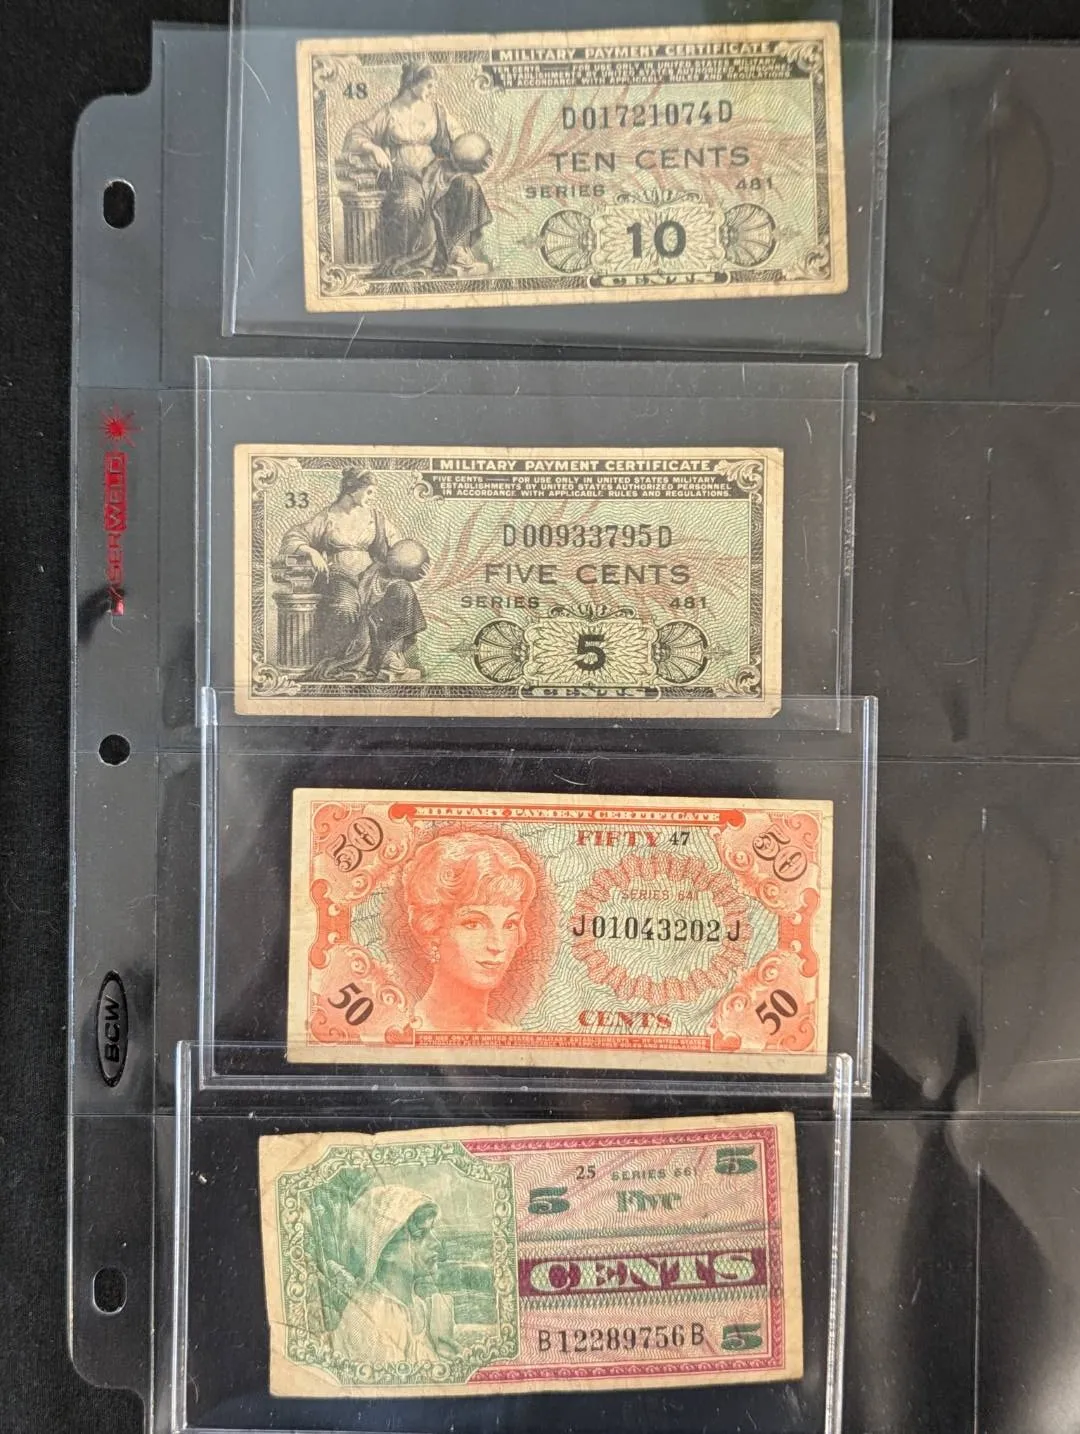 MILITARY PAYMENT CERTIFICATE
48
D01721074D
TEN CENTS
SERIES 481
10
CENTS
LASERWELD
MILITARY PAYMENT CERTIFICATE
FIVE CENTS — FOR USE ONLY IN UNITED STATES MILITARY
ESTABLISHMENTS BY UNITED STATES AUTHORIZED PERSONNEL
IN ACCORDANCE WITH APPLICABLE RULES AND REGULATIONS.
33
D00933795D
FIVE CENTS
SERIES 481
5
CENTS
MILITARY PAYMENT CERTIFICATE
50 FIFTY 47 50
SERIES 641
J01043202J
50 CENTS 50
BCW
25 SERIES 661 5
5 Five
CENTS
B12289756B 5